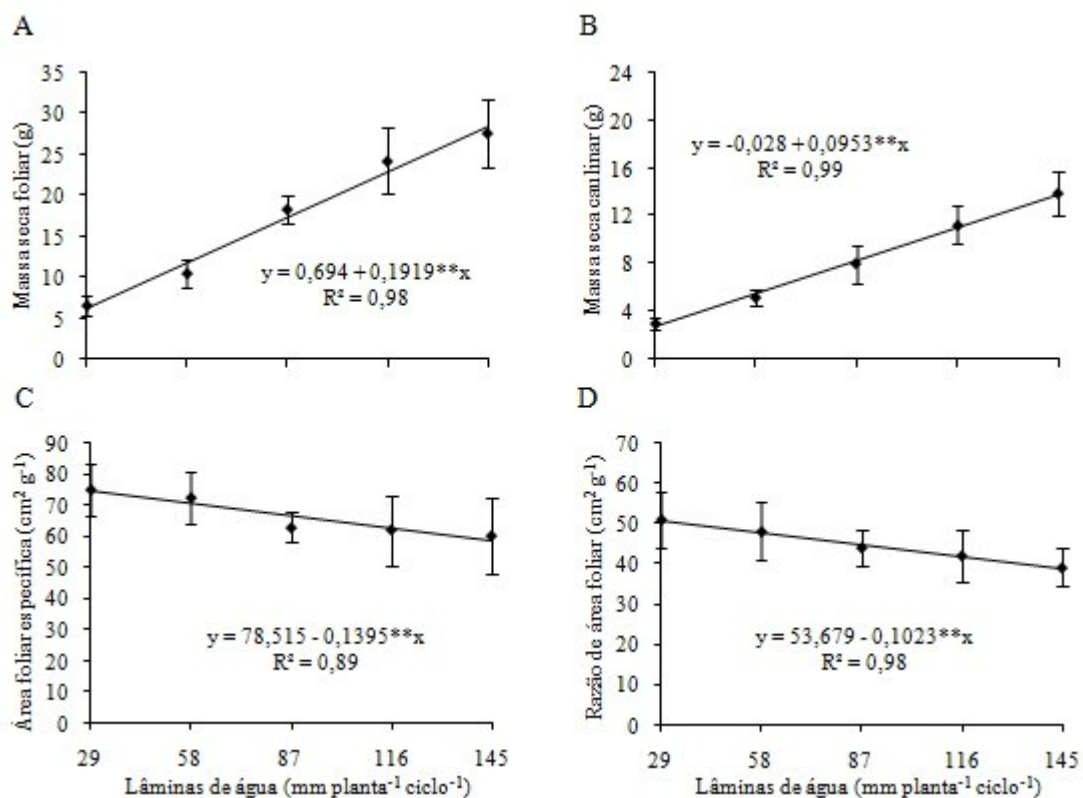 A
Massa seca foliar (g)
35
30
25
20
15
10
5
0
y = 0,694 + 0,1919**x
R² = 0,98
B
Massa seca caulinar (g)
24
20
16
12
8
4
0
y = -0,028 + 0,0953**x
R² = 0,99
C
Área foliar específica (cm² g⁻¹)
90
80
70
60
50
40
30
20
10
0
y = 78,515 - 0,1395**x
R² = 0,89
29 58 87 116 145
Lâminas de água (mm planta⁻¹ ciclo⁻¹)
D
Razão de área foliar (cm² g⁻¹)
70
60
50
40
30
20
10
0
y = 53,679 - 0,1023**x
R² = 0,98
29 58 87 116 145
Lâminas de água (mm planta⁻¹ ciclo⁻¹)